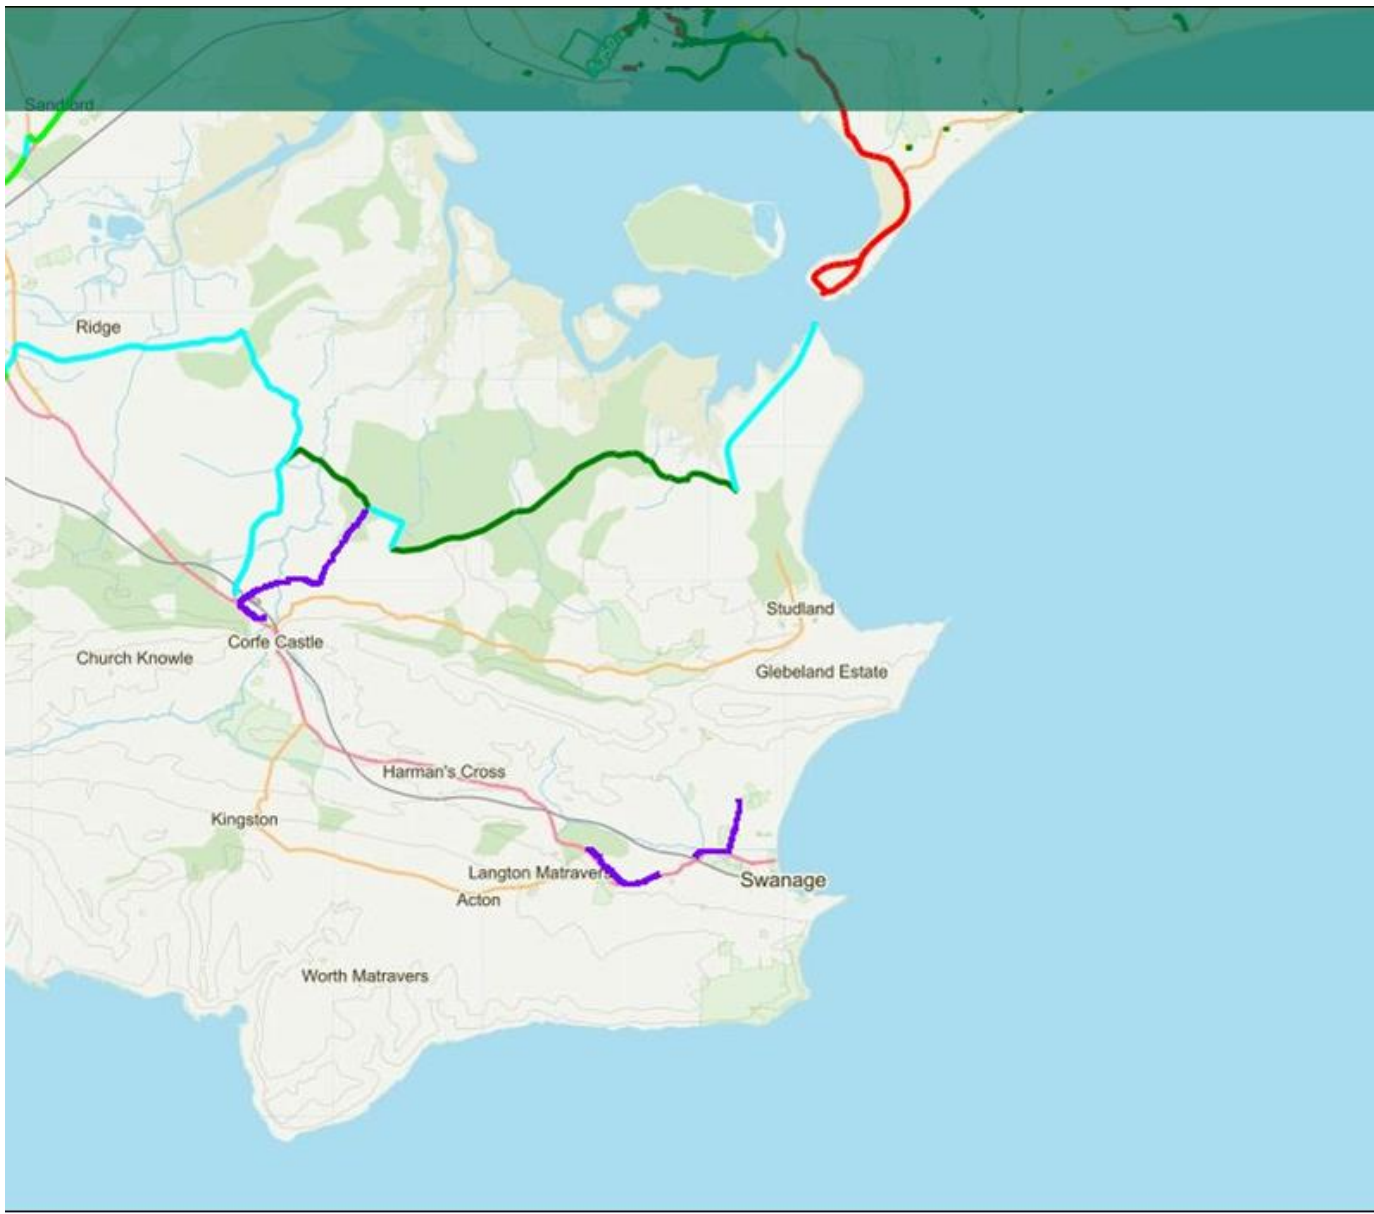 Sandford
Ridge
Studland
Corfe Castle
Church Knowle
Glebeland Estate
Harman's Cross
Kingston
Langton Matravers
Swanage
Acton
Worth Matravers